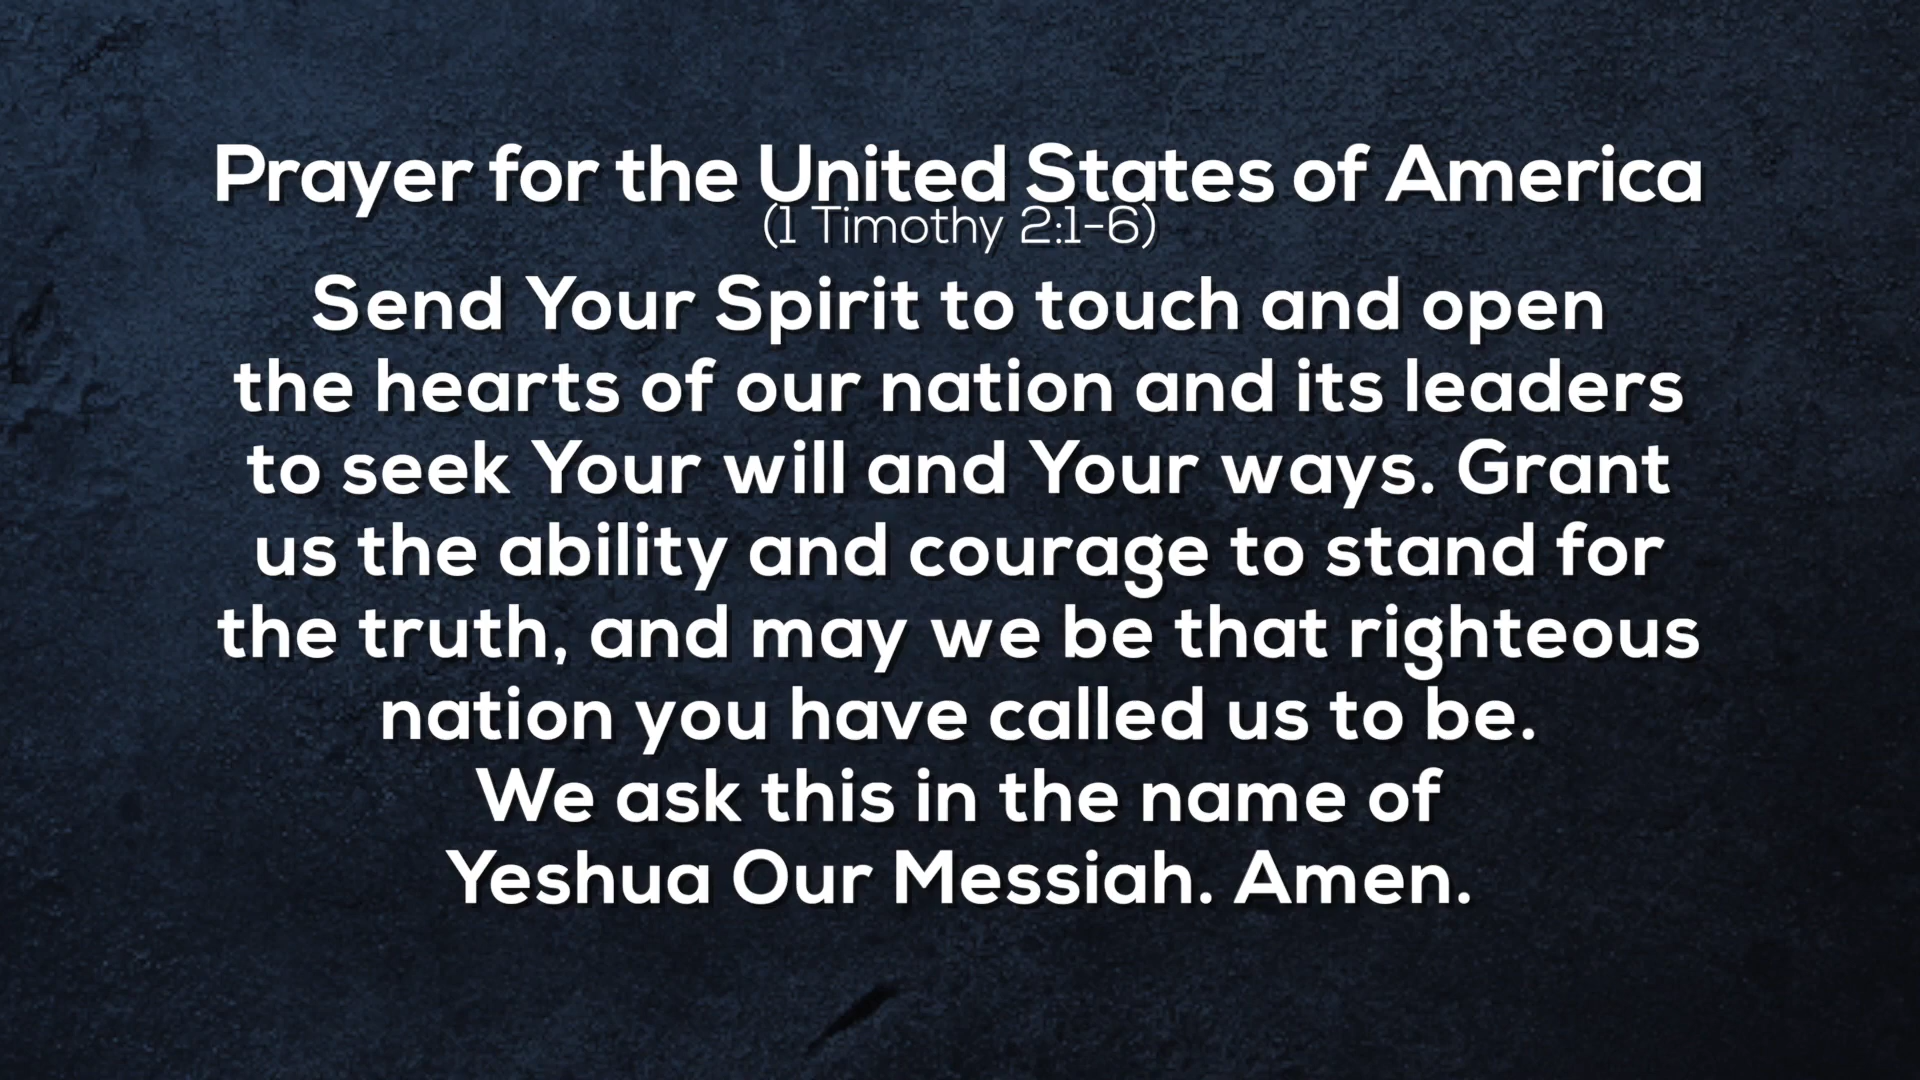 Prayer for the United States of America
(1 Timothy 2:1-6)
Send Your Spirit to touch and open
the hearts of our nation and its leaders
to seek Your will and Your ways. Grant
us the ability and courage to stand for
the truth, and may we be that righteous
nation you have called us to be.
We ask this in the name of
Yeshua Our Messiah. Amen.